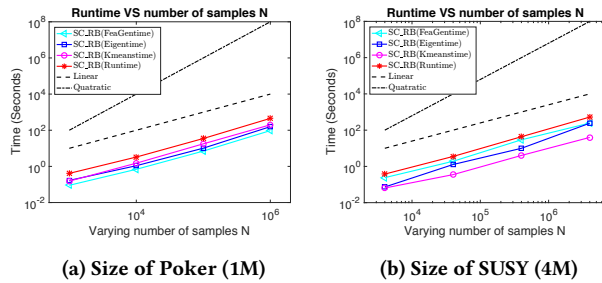 Runtime VS number of samples N
10^8
10^6
10^4
10^2
10^0
10^-2
Time (Seconds)
SC_RB(FeaGentime)
SC_RB(Eigentime)
SC_RB(Kmeanstime)
SC_RB(Runtime)
Linear
Quatratic
10^4
10^6
Varying number of samples N
(a) Size of Poker (1M)
Runtime VS number of samples N
10^8
10^6
10^4
10^2
10^0
10^-2
Time (Seconds)
SC_RB(FeaGentime)
SC_RB(Eigentime)
SC_RB(Kmeanstime)
SC_RB(Runtime)
Linear
Quatratic
10^4
10^5
10^6
Varying number of samples N
(b) Size of SUSY (4M)